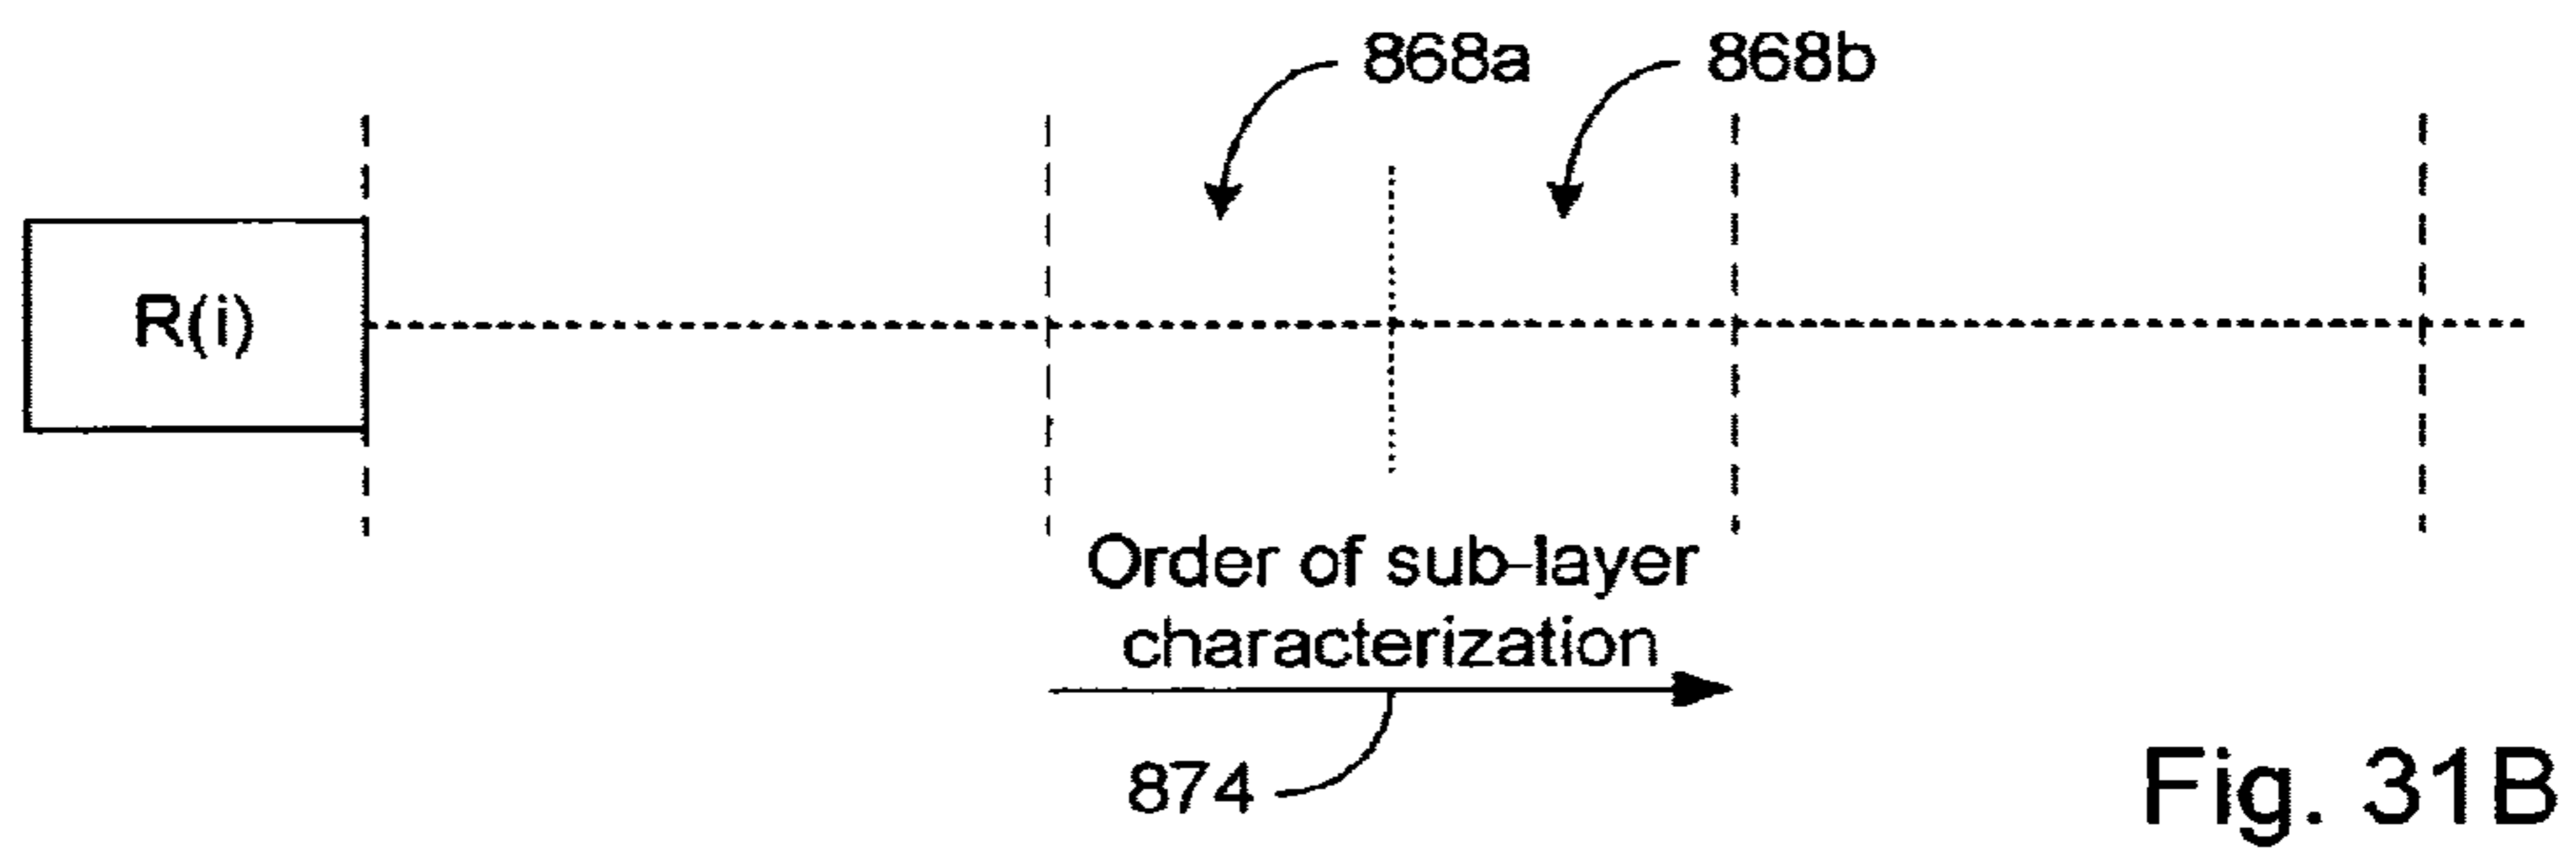 868a
868b
R(i)
Order of sub-layer
characterization
874
Fig. 31B